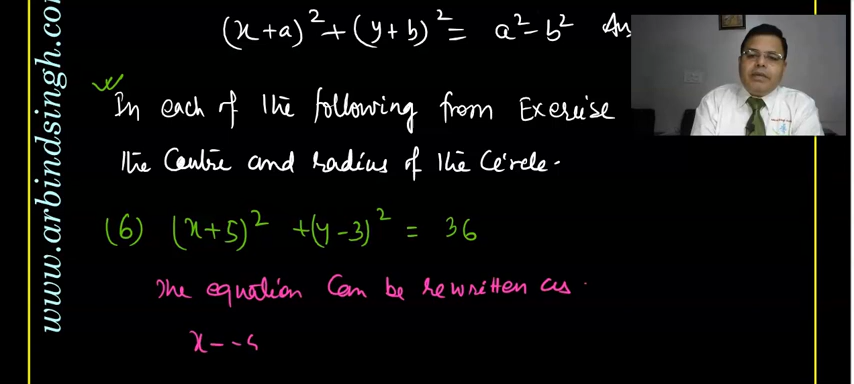 (x+a)² + (y+b)² = a² – b² Ans
In each of the following from Exercise
the Centre and radius of the Circle.
(6) (x+5)² + (y–3)² = 36
The equation can be rewritten as
x – – 5
www.arbindsingh.com